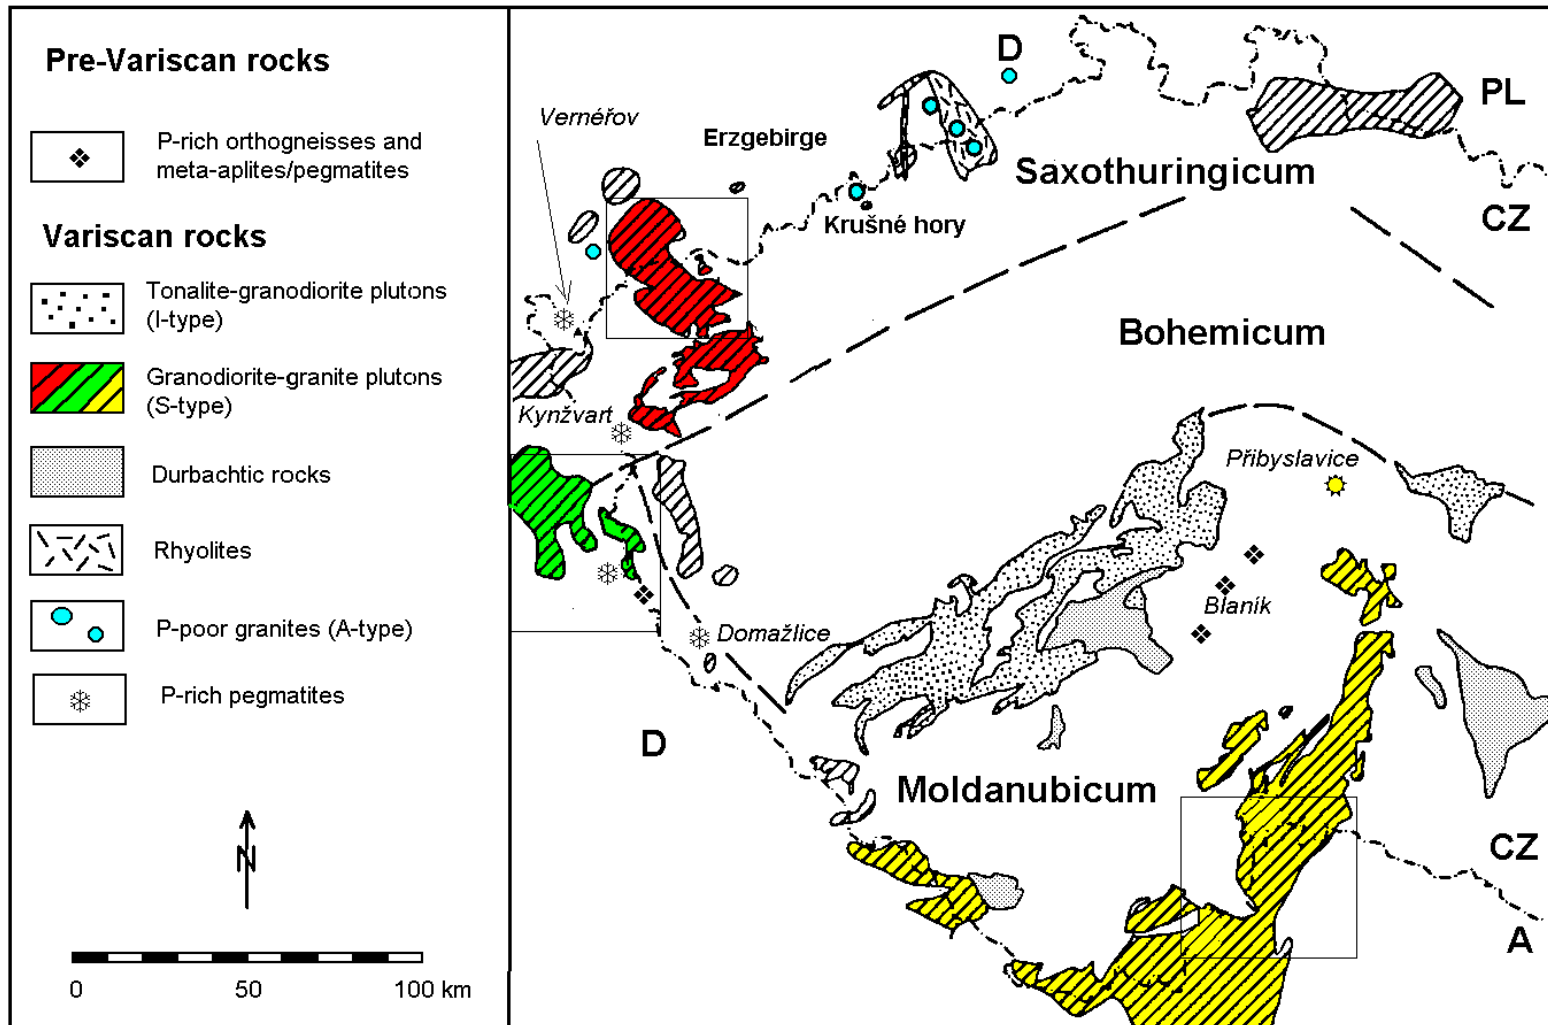 Pre-Variscan rocks
P-rich orthogneisses and
meta-aplites/pegmatites
Variscan rocks
Tonalite-granodiorite plutons
(I-type)
Granodiorite-granite plutons
(S-type)
Durbachtic rocks
Rhyolites
P-poor granites (A-type)
P-rich pegmatites
N
0 50 100 km
D
PL
Vernéřov
Erzgebirge
Saxothuringicum
CZ
Krušné hory
Bohemicum
Kynžvart
Přibyslavice
Blaník
Domažlice
D
Moldanubicum
CZ
A